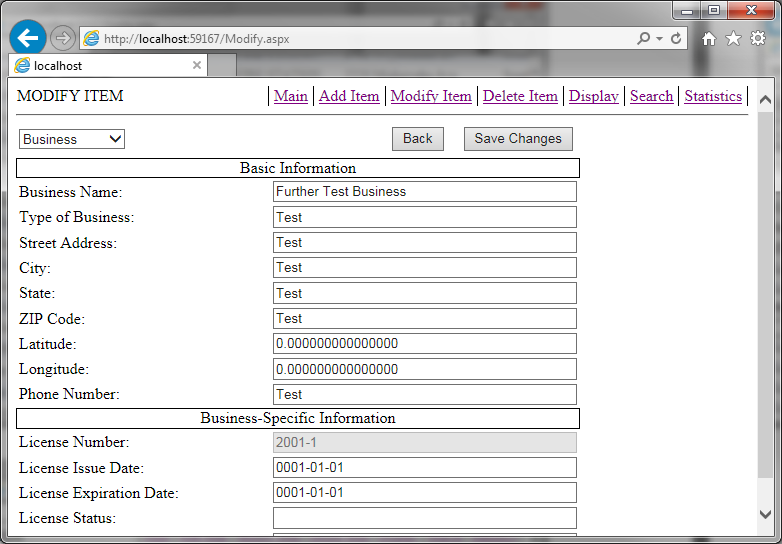 http://localhost:59167/Modify.aspx
localhost
MODIFY ITEM Main Add Item Modify Item Delete Item Display Search Statistics
Business Back Save Changes
Basic Information
Business Name: Further Test Business
Type of Business: Test
Street Address: Test
City: Test
State: Test
ZIP Code: Test
Latitude: 0.000000000000000
Longitude: 0.000000000000000
Phone Number: Test
Business-Specific Information
License Number: 2001-1
License Issue Date: 0001-01-01
License Expiration Date: 0001-01-01
License Status: